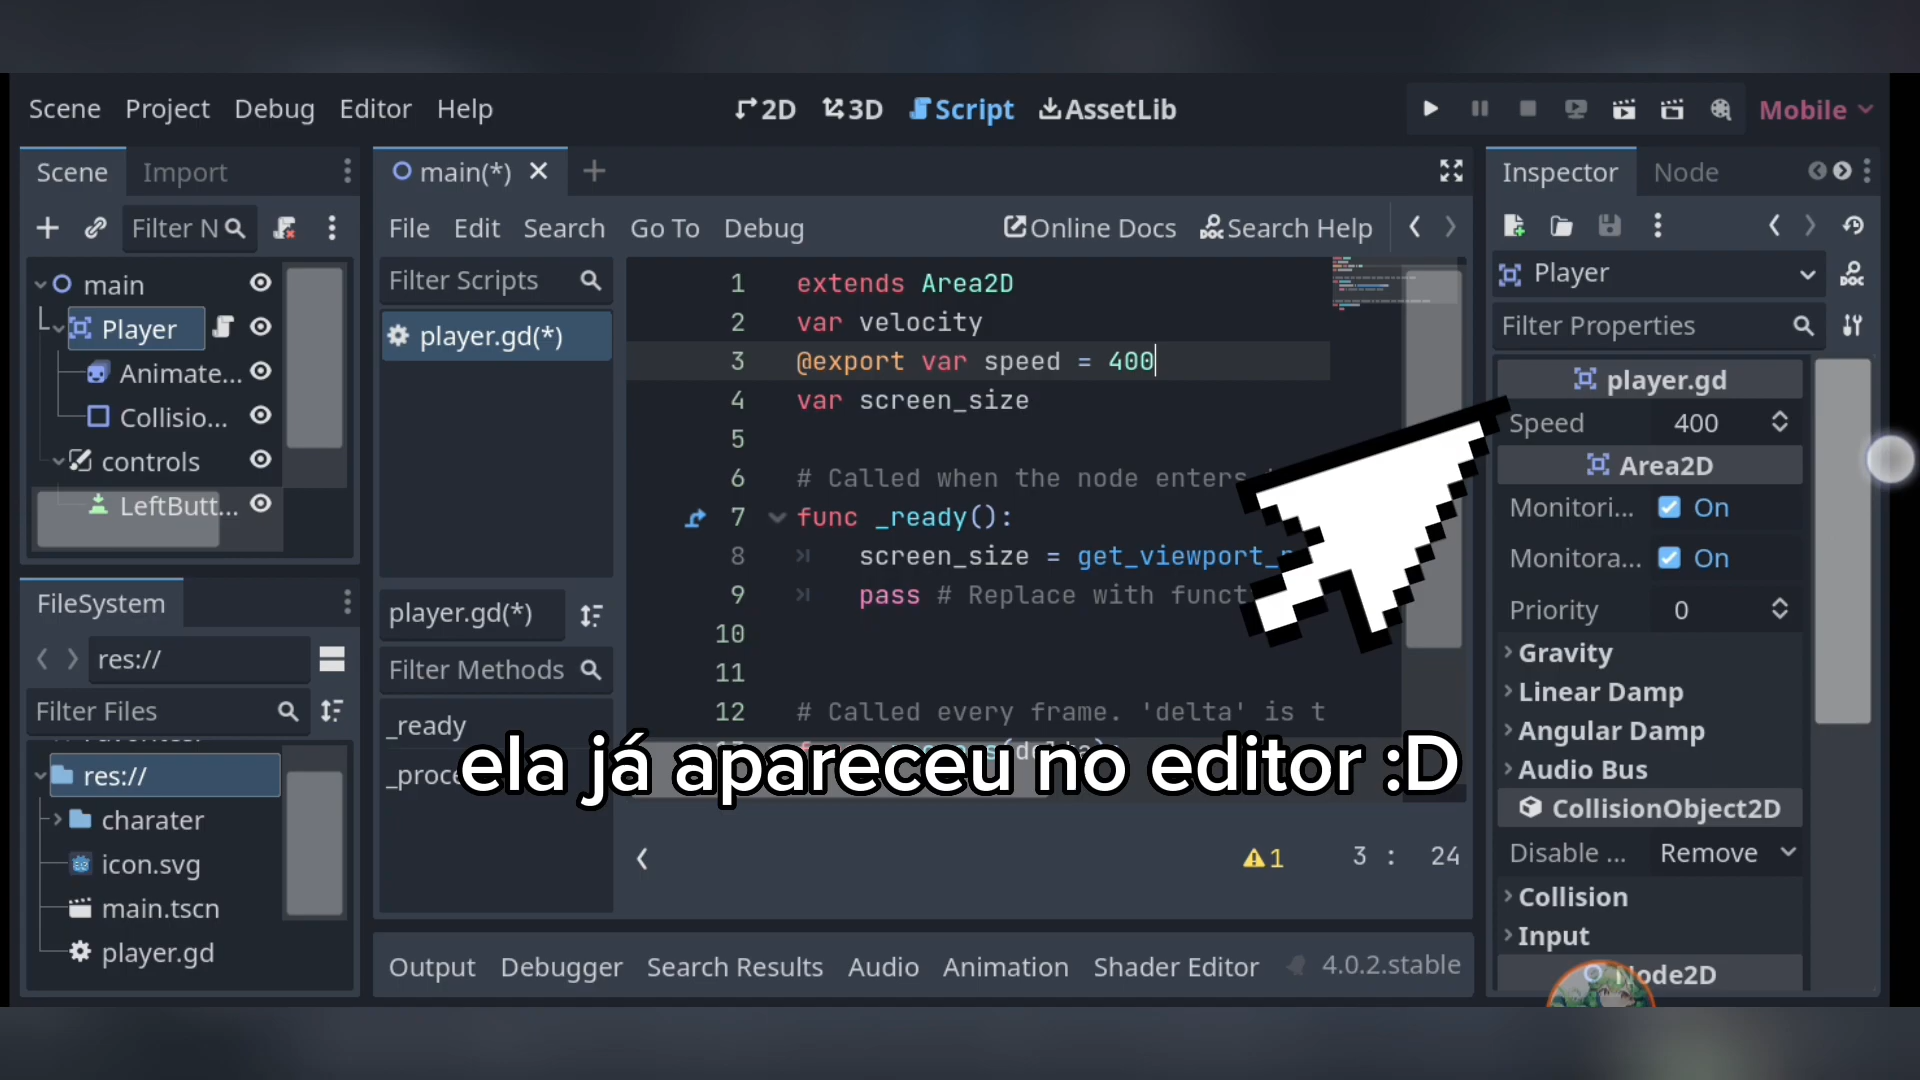 Scene Project Debug Editor Help
2D 3D Script AssetLib
Mobile
Scene Import
Filter N
main
Player
Animate...
Collisio...
controls
LeftButt...
FileSystem
res://
Filter Files
res://
charater
icon.svg
main.tscn
player.gd
main(*)
File Edit Search Go To Debug
Online Docs Search Help
Filter Scripts
player.gd(*)
player.gd(*)
Filter Methods
_ready
1 extends Area2D
2 var velocity
3 @export var speed = 400
4 var screen_size
5
6 # Called when the node enters
7 func _ready():
8 screen_size = get_viewport_
9 pass # Replace with funct
10
11
12 # Called every frame. 'delta' is t
ela já apareceu no editor :D
1 3 : 24
Output Debugger Search Results Audio Animation Shader Editor 4.0.2.stable
Inspector Node
Player
Filter Properties
player.gd
Speed 400
Area2D
Monitori... On
Monitora... On
Priority 0
Gravity
Linear Damp
Angular Damp
Audio Bus
CollisionObject2D
Disable ... Remove
Collision
Input
Node2D